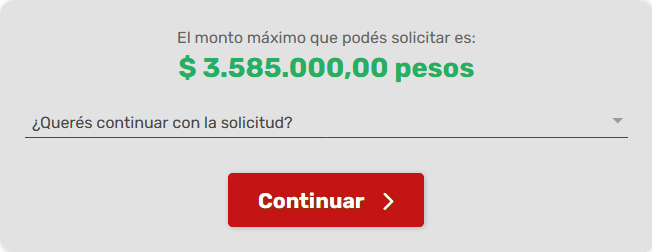 El monto máximo que podés solicitar es:
$ 3.585.000,00 pesos
¿Querés continuar con la solicitud?
Continuar